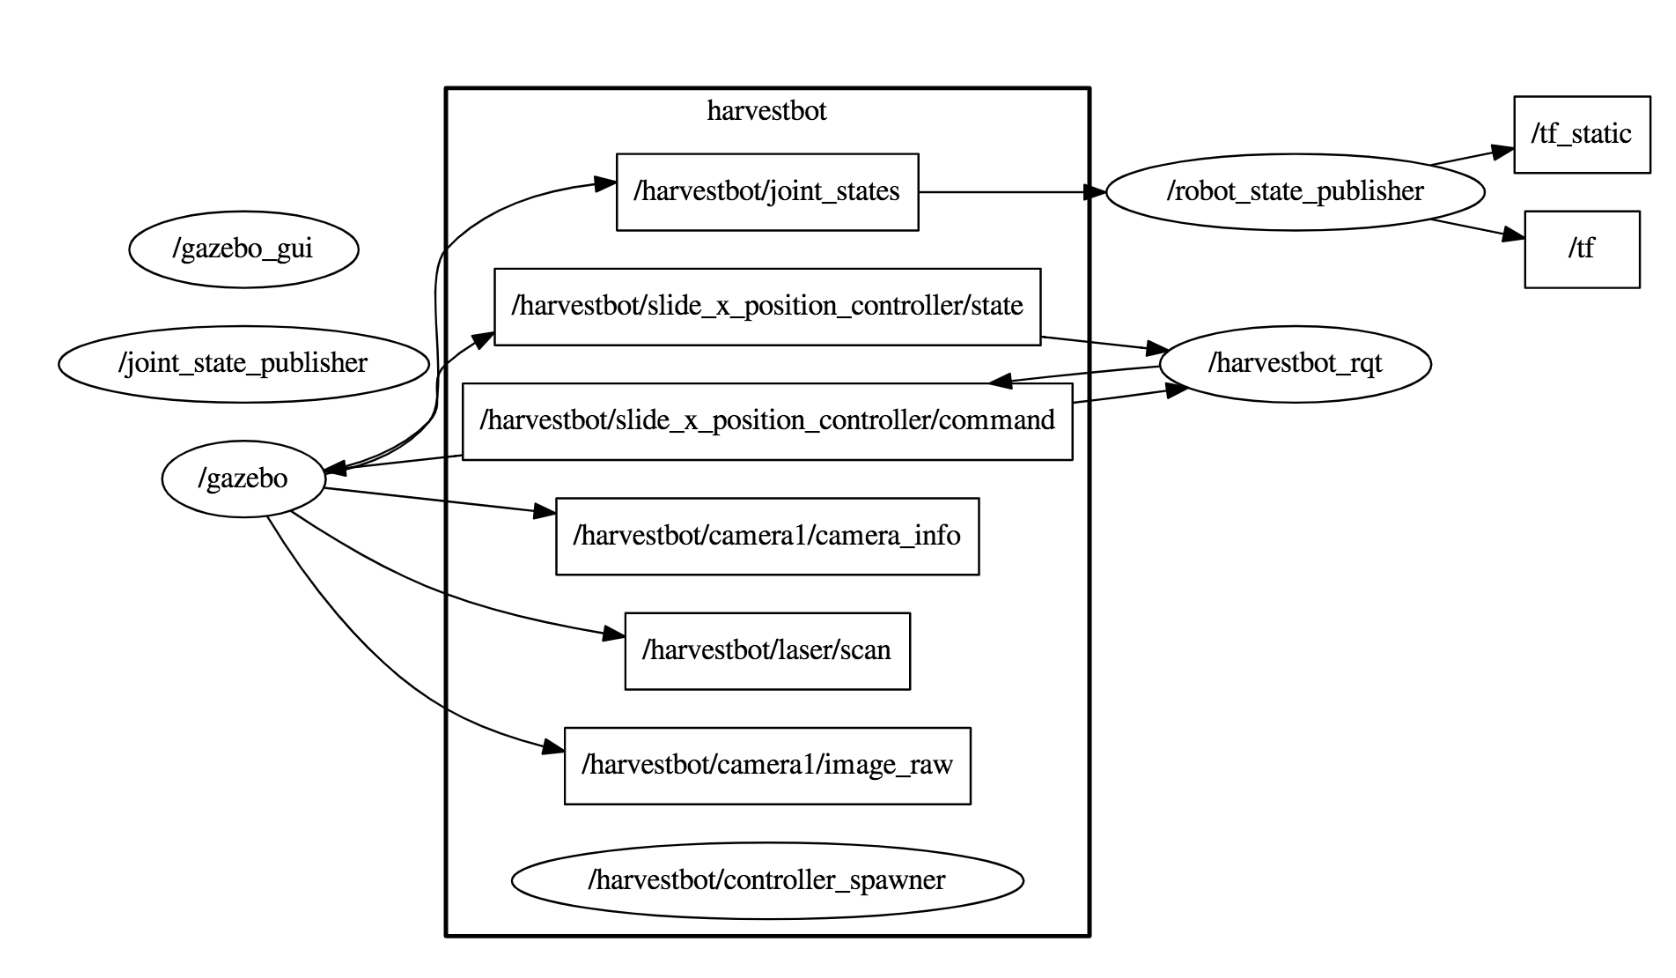 harvestbot
/tf_static
/harvestbot/joint_states
/robot_state_publisher
/gazebo_gui
/tf
/harvestbot/slide_x_position_controller/state
/joint_state_publisher
/harvestbot_rqt
/harvestbot/slide_x_position_controller/command
/gazebo
/harvestbot/camera1/camera_info
/harvestbot/laser/scan
/harvestbot/camera1/image_raw
/harvestbot/controller_spawner